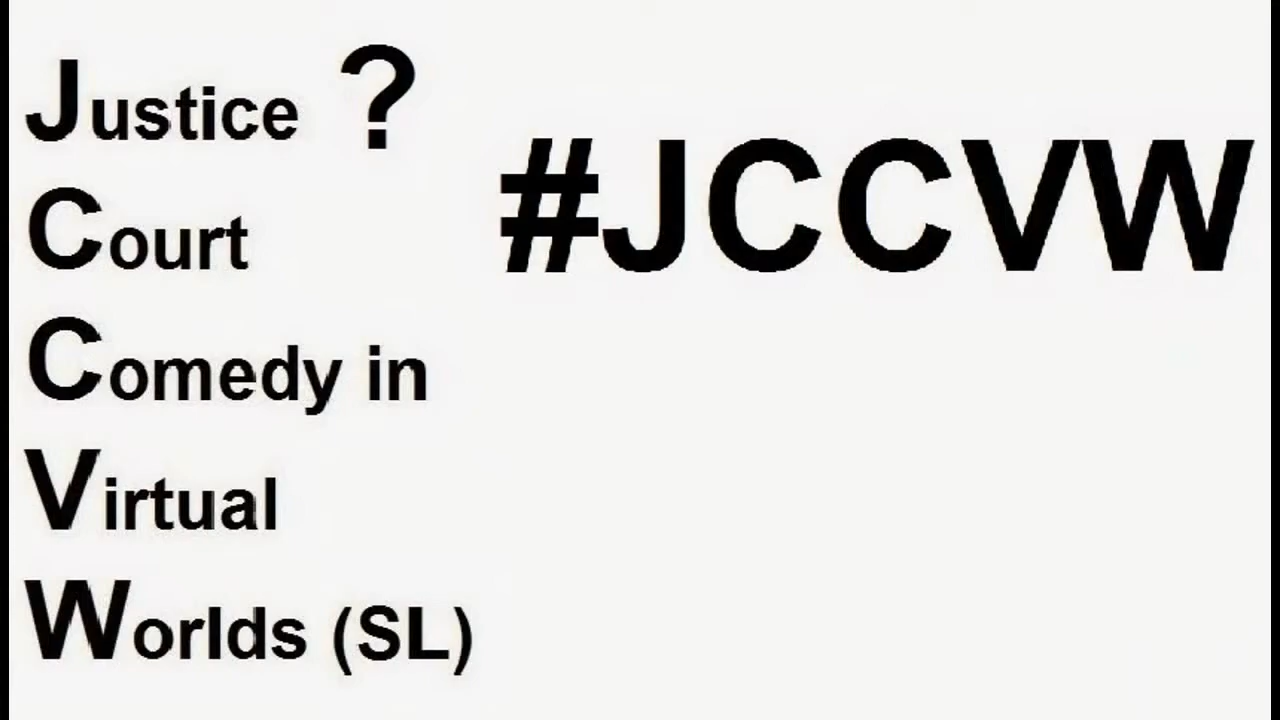 Justice ?
Court
Comedy in
Virtual
Worlds (SL)
#JCCVW